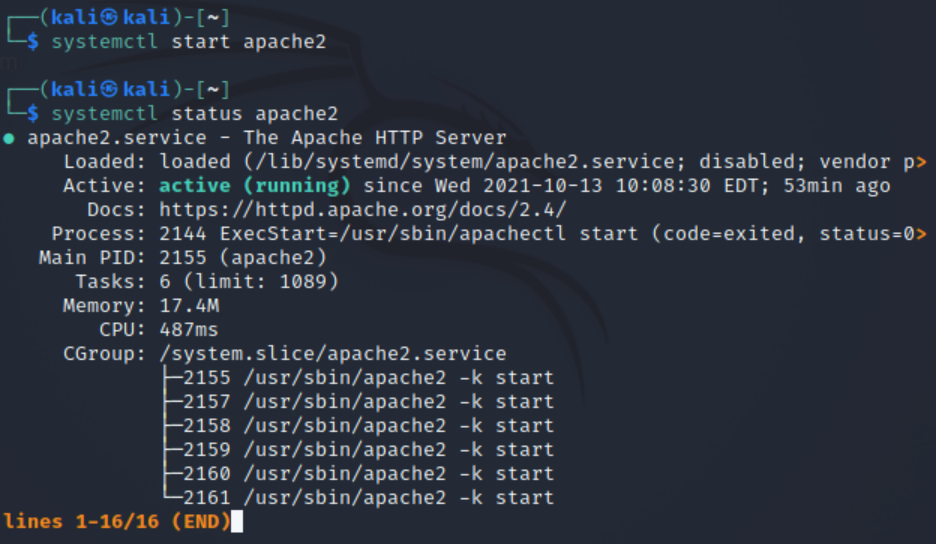 ┌──(kali㉿kali)-[~]
└─$ systemctl start apache2
┌──(kali㉿kali)-[~]
└─$ systemctl status apache2
● apache2.service - The Apache HTTP Server
Loaded: loaded (/lib/systemd/system/apache2.service; disabled; vendor p>
Active: active (running) since Wed 2021-10-13 10:08:30 EDT; 53min ago
Docs: https://httpd.apache.org/docs/2.4/
Process: 2144 ExecStart=/usr/sbin/apachectl start (code=exited, status=0>
Main PID: 2155 (apache2)
Tasks: 6 (limit: 1089)
Memory: 17.4M
CPU: 487ms
CGroup: /system.slice/apache2.service
├─2155 /usr/sbin/apache2 -k start
├─2157 /usr/sbin/apache2 -k start
├─2158 /usr/sbin/apache2 -k start
├─2159 /usr/sbin/apache2 -k start
├─2160 /usr/sbin/apache2 -k start
└─2161 /usr/sbin/apache2 -k start
lines 1-16/16 (END)